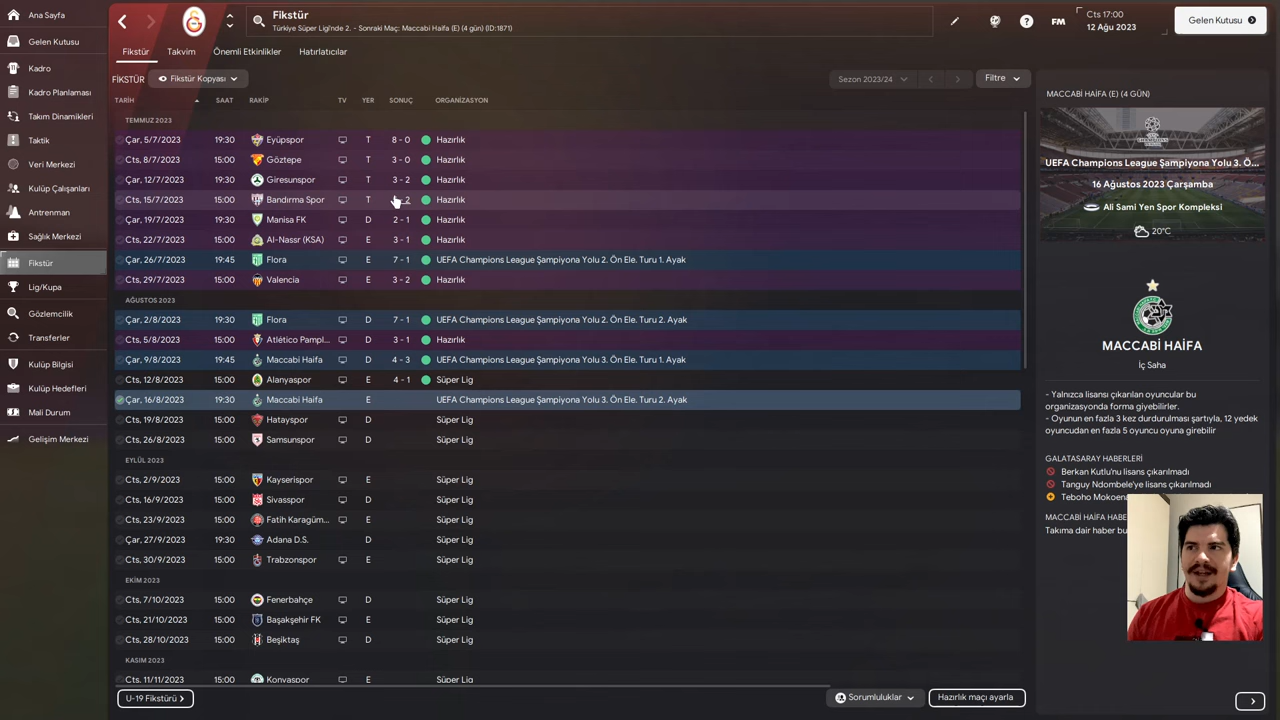 Ana Sayfa
Gelen Kutusu
Kadro
Kadro Planlaması
Takım Dinamikleri
Taktik
Veri Merkezi
Kulüp Çalışanları
Antrenman
Sağlık Merkezi
Fikstür
Lig/Kupa
Gözlemcilik
Transferler
Kulüp Bilgisi
Kulüp Hedefleri
Mali Durum
Gelişim Merkezi
Fikstür
Türkiye Süper Ligi'nde 2. - Sonraki Maç: Maccabi Haifa (E) (4 gün) (ID:1871)
FM
Cts 17:00
12 Ağu 2023
Gelen Kutusu
Fikstür Takvim Önemli Etkinlikler Hatırlatıcılar
FİKSTÜR Fikstür Kopyası Sezon 2023/24 Filtre
TARİH SAAT RAKİP TV YER SONUÇ ORGANİZASYON
TEMMUZ 2023
Çar, 5/7/2023 19:30 Eyüpspor T 8 - 0 Hazırlık
Cts, 8/7/2023 15:00 Göztepe T 3 - 0 Hazırlık
Çar, 12/7/2023 19:30 Giresunspor T 3 - 2 Hazırlık
Cts, 15/7/2023 15:00 Bandırma Spor T - 2 Hazırlık
Çar, 19/7/2023 19:30 Manisa FK D 2 - 1 Hazırlık
Cts, 22/7/2023 15:00 Al-Nassr (KSA) E 3 - 1 Hazırlık
Çar, 26/7/2023 19:45 Flora E 7 - 1 UEFA Champions League Şampiyona Yolu 2. Ön Ele. Turu 1. Ayak
Cts, 29/7/2023 15:00 Valencia E 3 - 2 Hazırlık
AĞUSTOS 2023
Çar, 2/8/2023 19:30 Flora D 7 - 1 UEFA Champions League Şampiyona Yolu 2. Ön Ele. Turu 2. Ayak
Cts, 5/8/2023 15:00 Atlético Pampl... D 3 - 1 Hazırlık
Çar, 9/8/2023 19:45 Maccabi Haifa D 4 - 3 UEFA Champions League Şampiyona Yolu 3. Ön Ele. Turu 1. Ayak
Cts, 12/8/2023 15:00 Alanyaspor E 4 - 1 Süper Lig
Çar, 16/8/2023 19:30 Maccabi Haifa E UEFA Champions League Şampiyona Yolu 3. Ön Ele. Turu 2. Ayak
Cts, 19/8/2023 15:00 Hatayspor D Süper Lig
Cts, 26/8/2023 15:00 Samsunspor D Süper Lig
EYLÜL 2023
Cts, 2/9/2023 15:00 Kayserispor E Süper Lig
Cts, 16/9/2023 15:00 Sivasspor D Süper Lig
Cts, 23/9/2023 15:00 Fatih Karagüm... D Süper Lig
Çar, 27/9/2023 19:30 Adana D.S. D Süper Lig
Cts, 30/9/2023 15:00 Trabzonspor E Süper Lig
EKİM 2023
Cts, 7/10/2023 15:00 Fenerbahçe D Süper Lig
Cts, 21/10/2023 15:00 Başakşehir FK D Süper Lig
Cts, 28/10/2023 15:00 Beşiktaş D Süper Lig
KASIM 2023
Cts, 11/11/2023 15:00 Konyaspor E Süper Lig
U-19 Fikstürü
Sorumluluklar
Hazırlık maçı ayarla
MACCABİ HAİFA (E) (4 GÜN)
UEFA Champions League Şampiyona Yolu 3. Ö...
16 Ağustos 2023 Çarşamba
Ali Sami Yen Spor Kompleksi
20°C
MACCABİ HAİFA
İç Saha
- Yalnızca lisansı çıkarılan oyuncular bu
organizasyonda forma giyebilirler.
- Oyunun en fazla 3 kez durdurulması şartıyla, 12 yedek
oyuncudan en fazla 5 oyuncu oyuna girebilir
GALATASARAY HABERLERİ
Berkan Kutlu'nu lisansı çıkarılmadı
Tanguy Ndombele'ye lisansı çıkarılmadı
Teboho Mokoena
MACCABİ HAİFA HABE
Takıma dair haber bu